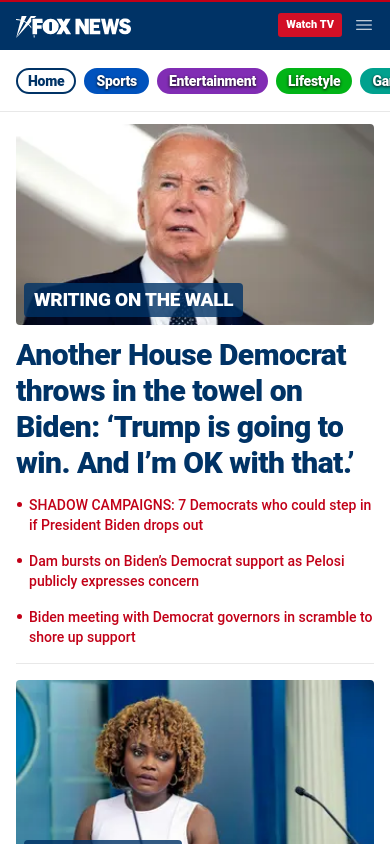 FOX NEWS
Watch TV
Home
Sports
Entertainment
Lifestyle
Ga
WRITING ON THE WALL
Another House Democrat
throws in the towel on
Biden: ‘Trump is going to
win. And I’m OK with that.’
• SHADOW CAMPAIGNS: 7 Democrats who could step in
if President Biden drops out
• Dam bursts on Biden’s Democrat support as Pelosi
publicly expresses concern
• Biden meeting with Democrat governors in scramble to
shore up support